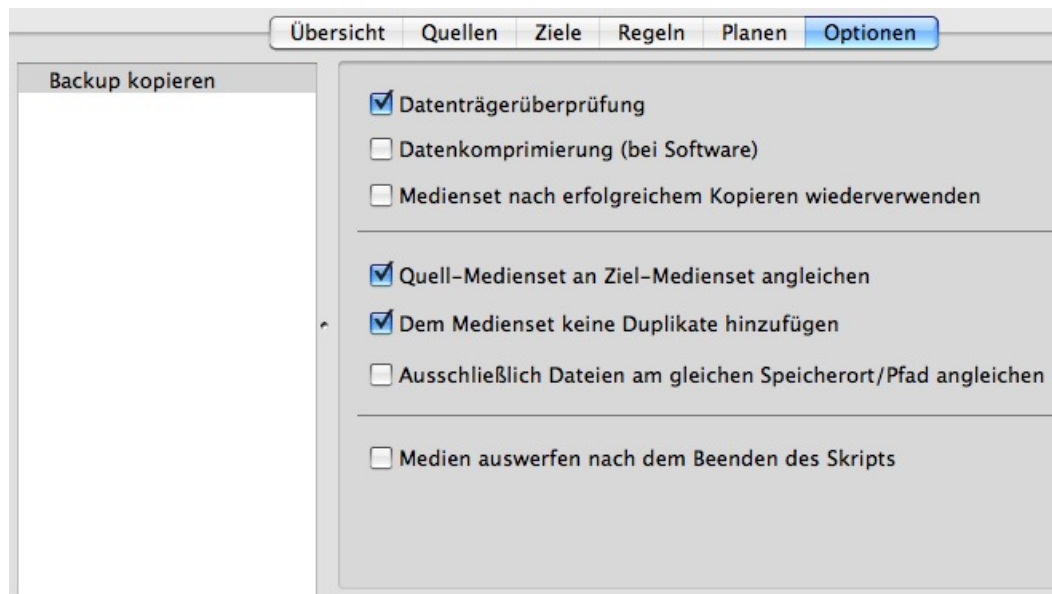 Übersicht Quellen Ziele Regeln Planen Optionen
Backup kopieren
Datenträgerüberprüfung
Datenkomprimierung (bei Software)
Medienset nach erfolgreichem Kopieren wiederverwenden
Quell-Medienset an Ziel-Medienset angleichen
Dem Medienset keine Duplikate hinzufügen
Ausschließlich Dateien am gleichen Speicherort/Pfad angleichen
Medien auswerfen nach dem Beenden des Skripts